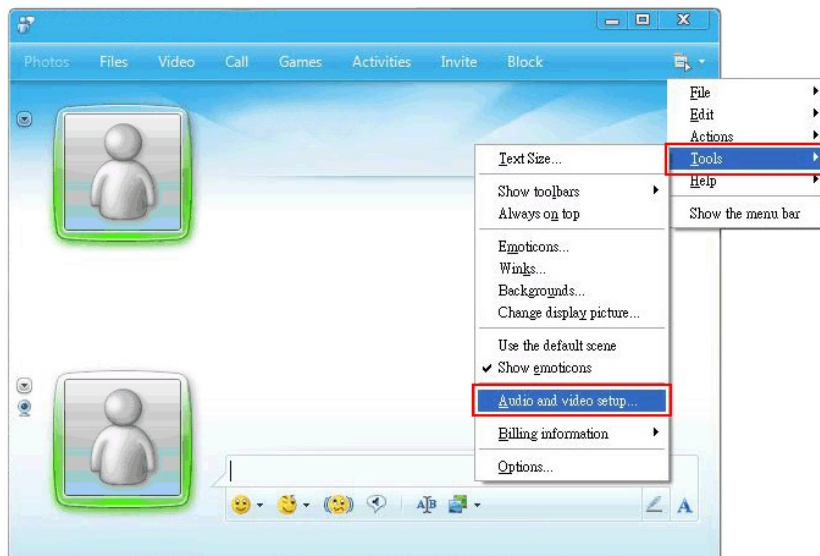 Photos Files Video Call Games Activities Invite Block
File
Edit
Actions
Tools
Help
Show the menu bar
Text Size...
Show toolbars
Always on top
Emoticons...
Winks...
Backgrounds...
Change display picture...
Use the default scene
Show emoticons
Audio and video setup...
Billing information
Options...